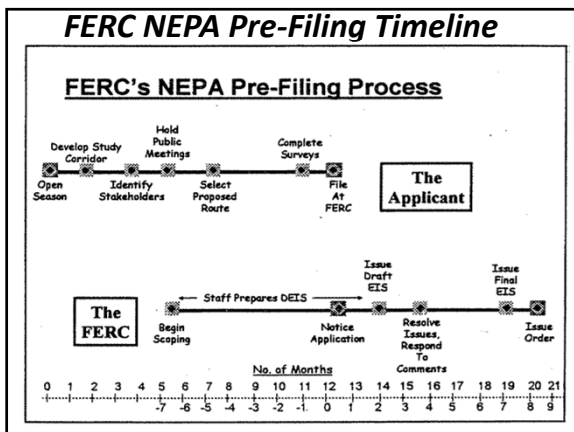 FERC NEPA Pre-Filing Timeline
FERC's NEPA Pre-Filing Process
Develop Study
Corridor
Hold
Public
Meetings
Complete
Surveys
Open
Season
Identify
Stakeholders
Select
Proposed
Route
File
At
FERC
The
Applicant
The
FERC
Staff Prepares DEIS
Issue
Draft
EIS
Issue
Final
EIS
Begin
Scoping
Notice
Application
Resolve
Issues,
Respond
To
Comments
Issue
Order
No. of Months
0 1 2 3 4 5 6 7 8 9 10 11 12 13 14 15 16 17 18 19 20 21
-7 -6 -5 -4 -3 -2 -1 0 1 2 3 4 5 6 7 8 9